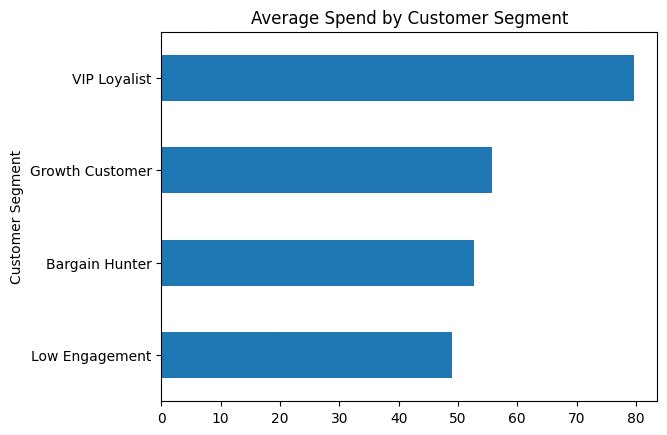 Average Spend by Customer Segment
Customer Segment
VIP Loyalist
Growth Customer
Bargain Hunter
Low Engagement
0 10 20 30 40 50 60 70 80